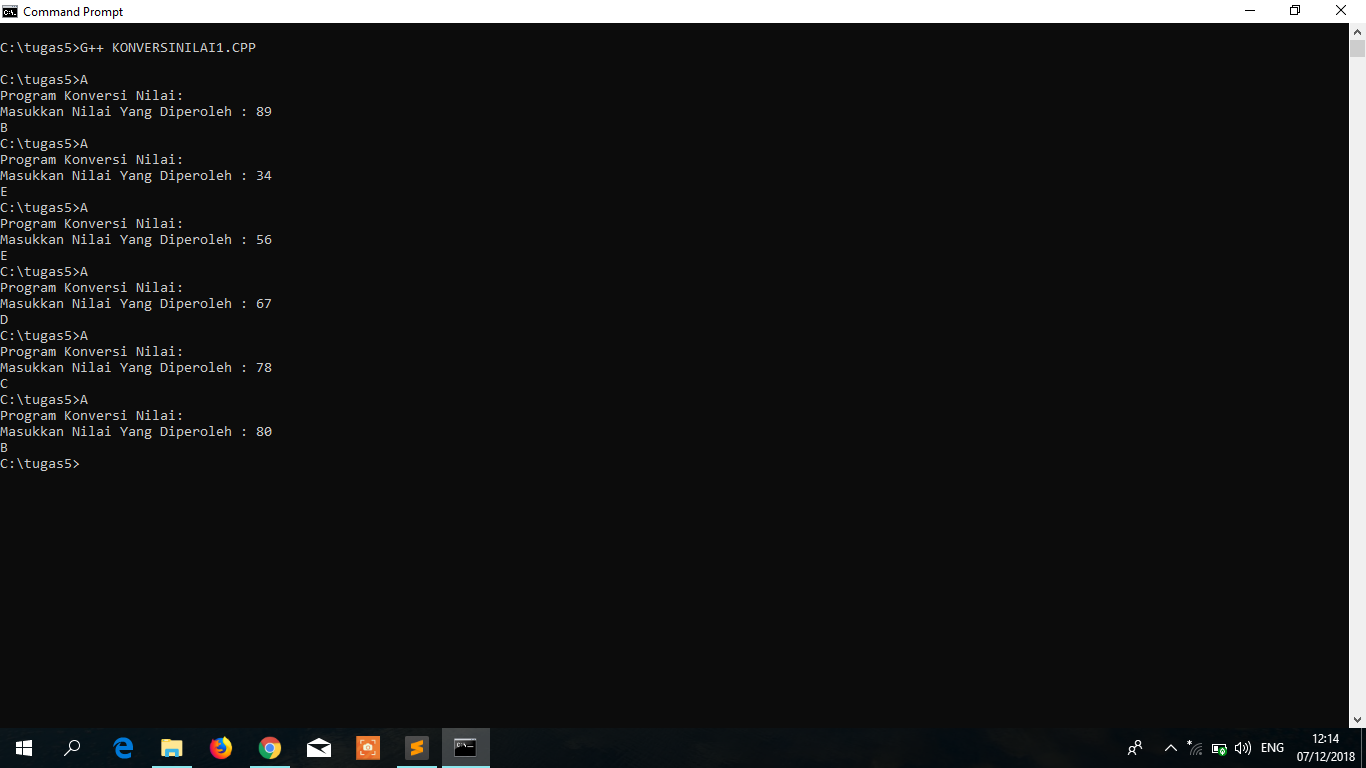 Command Prompt
C:\tugas5>G++ KONVERSINILAI1.CPP
C:\tugas5>A
Program Konversi Nilai:
Masukkan Nilai Yang Diperoleh : 89
B
C:\tugas5>A
Program Konversi Nilai:
Masukkan Nilai Yang Diperoleh : 34
E
C:\tugas5>A
Program Konversi Nilai:
Masukkan Nilai Yang Diperoleh : 56
E
C:\tugas5>A
Program Konversi Nilai:
Masukkan Nilai Yang Diperoleh : 67
D
C:\tugas5>A
Program Konversi Nilai:
Masukkan Nilai Yang Diperoleh : 78
C
C:\tugas5>A
Program Konversi Nilai:
Masukkan Nilai Yang Diperoleh : 80
B
C:\tugas5>
ENG
12:14
07/12/2018